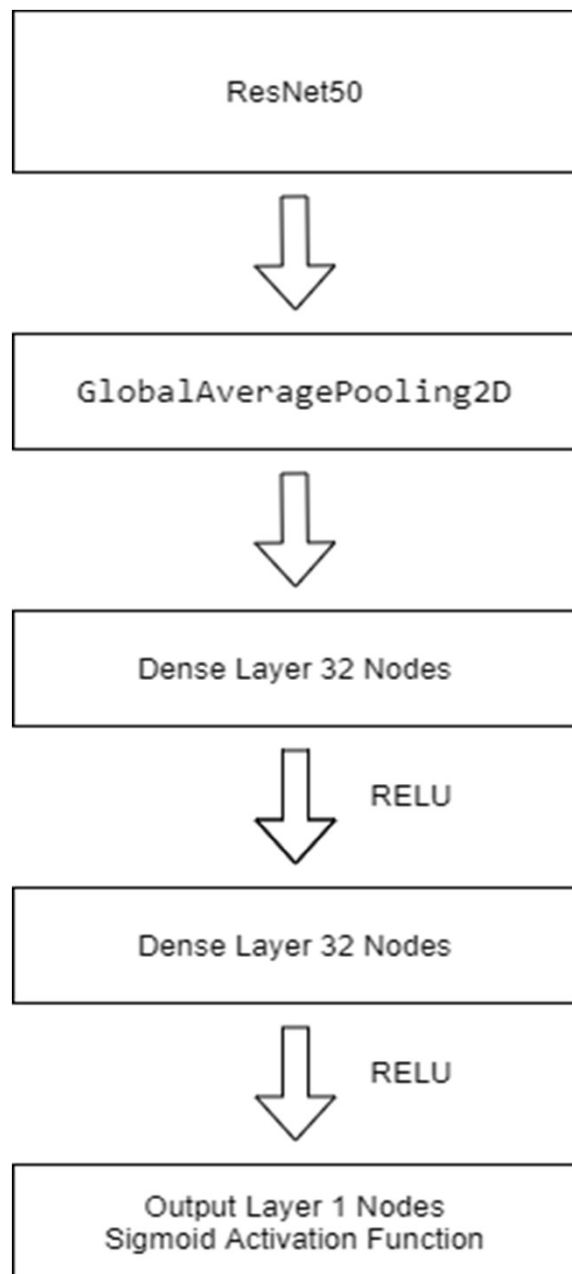 ResNet50
GlobalAveragePooling2D
Dense Layer 32 Nodes
RELU
Dense Layer 32 Nodes
RELU
Output Layer 1 Nodes
Sigmoid Activation Function